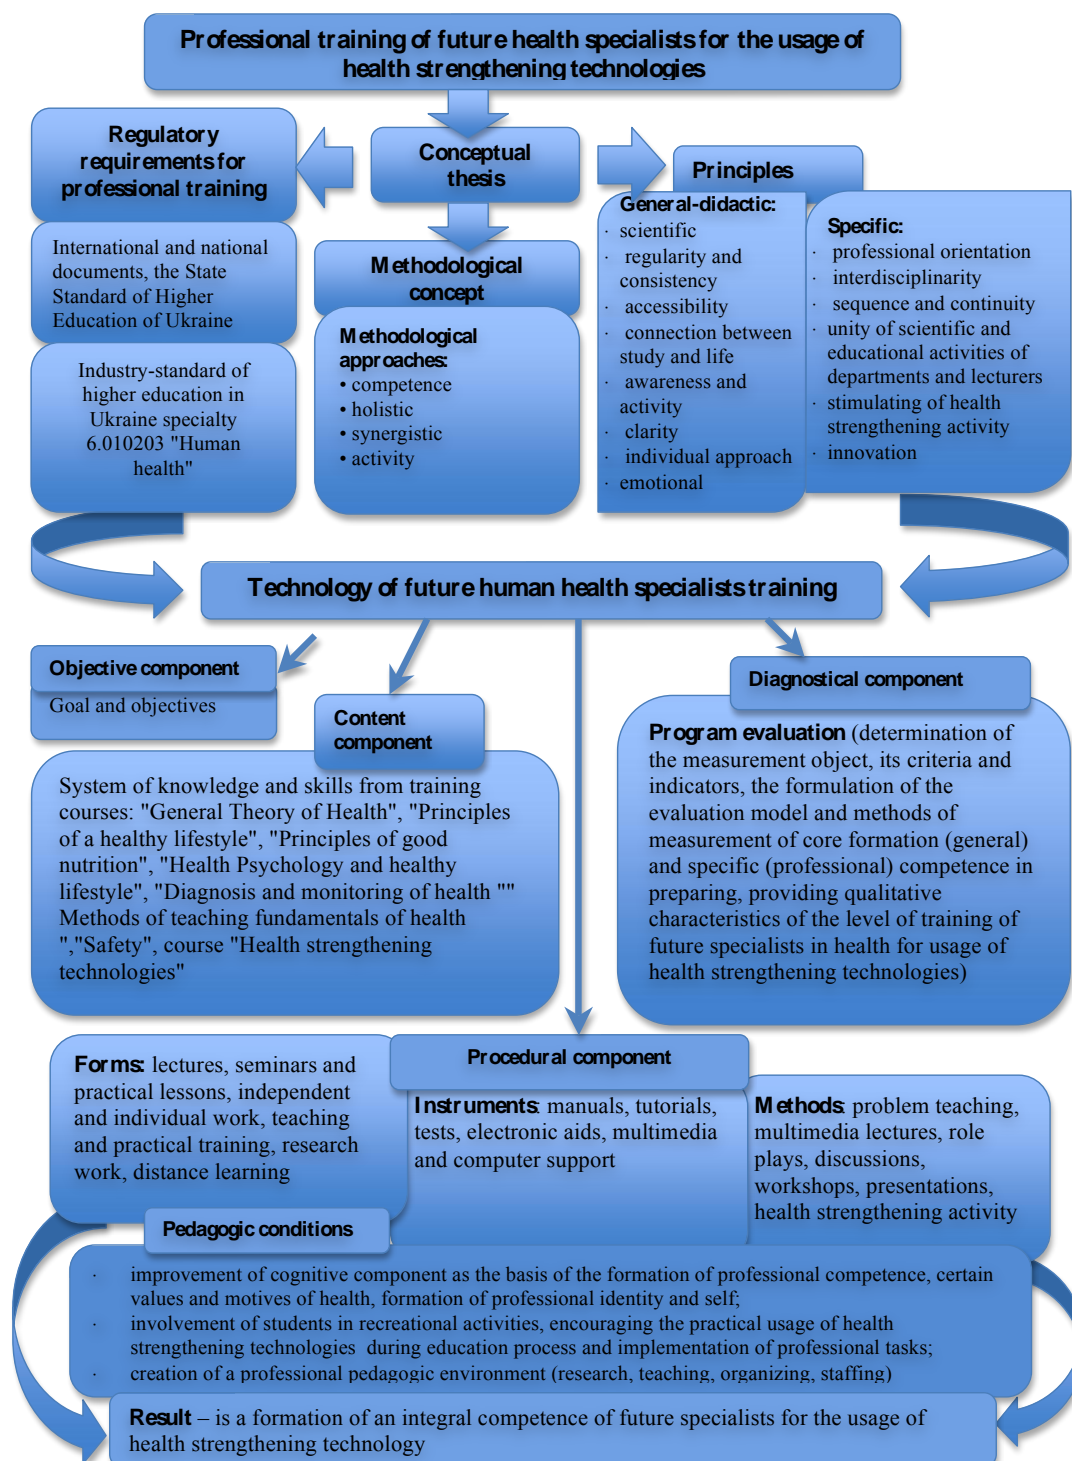 Professional training of future health specialists for the usage of
health strengthening technologies
Regulatory
requirements for
professional training
Conceptual
thesis
Principles
International and national
documents, the State
Standard of Higher
Education of Ukraine
Industry-standard of
higher education in
Ukraine specialty
6.010203 "Human
health"
Methodological
concept
Methodological
approaches:
• competence
• holistic
• synergistic
• activity
General-didactic:
· scientific
· regularity and
consistency
· accessibility
· connection between
study and life
· awareness and
activity
· clarity
· individual approach
· emotional
Specific:
· professional orientation
· interdisciplinarity
· sequence and continuity
· unity of scientific and
educational activities of
departments and lecturers
· stimulating of health
strengthening activity
· innovation
Technology of future human health specialists training
Objective component
Goal and objectives
Content
component
System of knowledge and skills from training
courses: "General Theory of Health", "Principles
of a healthy lifestyle", "Principles of good
nutrition", "Health Psychology and healthy
lifestyle", "Diagnosis and monitoring of health ""
Methods of teaching fundamentals of health
","Safety", course "Health strengthening
technologies"
Diagnostical component
Program evaluation (determination of
the measurement object, its criteria and
indicators, the formulation of the
evaluation model and methods of
measurement of core formation (general)
and specific (professional) competence in
preparing, providing qualitative
characteristics of the level of training of
future specialists in health for usage of
health strengthening technologies)
Procedural component
Forms: lectures, seminars and
practical lessons, independent
and individual work, teaching
and practical training, research
work, distance learning
Instruments: manuals, tutorials,
tests, electronic aids, multimedia
and computer support
Methods: problem teaching,
multimedia lectures, role
plays, discussions,
workshops, presentations,
health strengthening activity
Pedagogic conditions
· improvement of cognitive component as the basis of the formation of professional competence, certain
values and motives of health, formation of professional identity and self;
· involvement of students in recreational activities, encouraging the practical usage of health
strengthening technologies during education process and implementation of professional tasks;
· creation of a professional pedagogic environment (research, teaching, organizing, staffing)
Result – is a formation of an integral competence of future specialists for the usage of
health strengthening technology